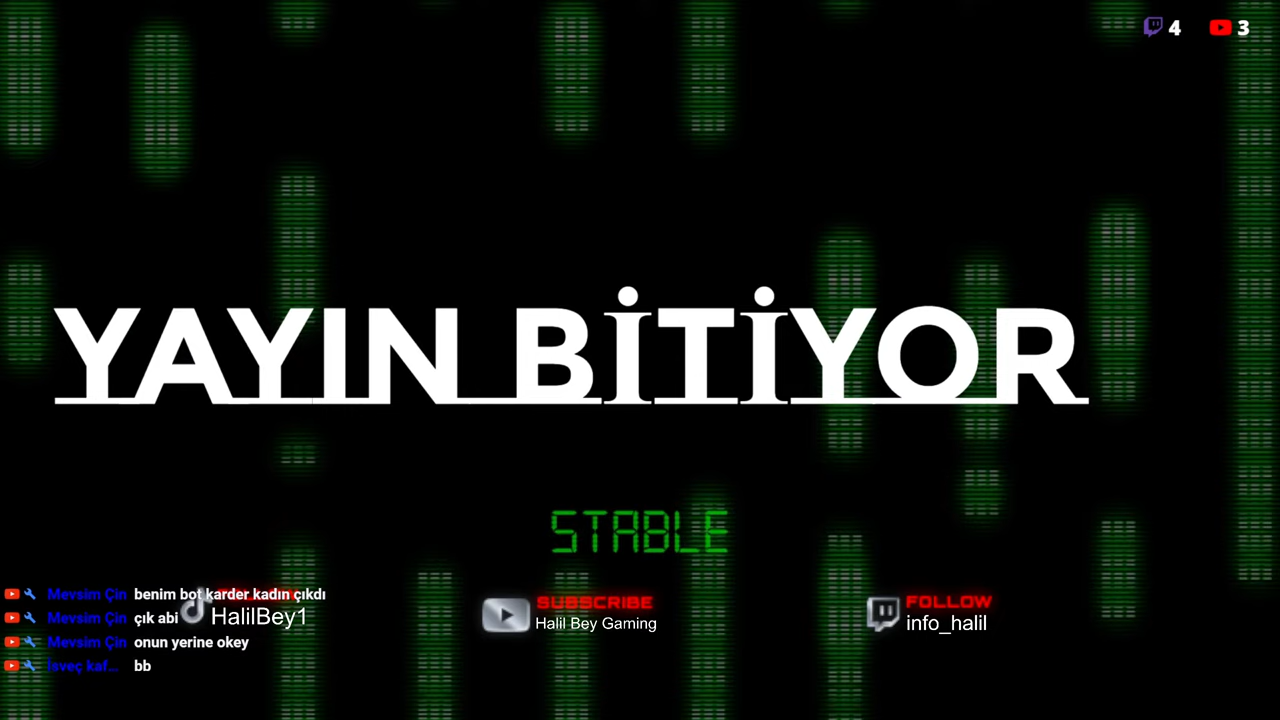 4 3
YAYIN BİTİYOR
STABLE
Mevsim Çin benim bot karder kadın çıkdı
Mevsim Çin çık abi
HalilBey1
Mevsim Çin onun yerine okey
İsveç kaf... bb
SUBSCRIBE
Halil Bey Gaming
FOLLOW
info_halil